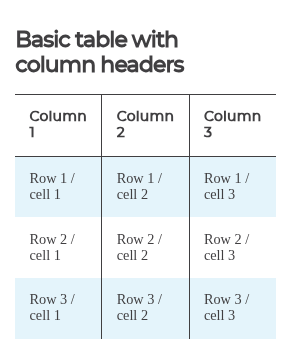 Basic table with
column headers
Column 1 Column 2 Column 3
Row 1 / cell 1 Row 1 / cell 2 Row 1 / cell 3
Row 2 / cell 1 Row 2 / cell 2 Row 2 / cell 3
Row 3 / cell 1 Row 3 / cell 2 Row 3 / cell 3